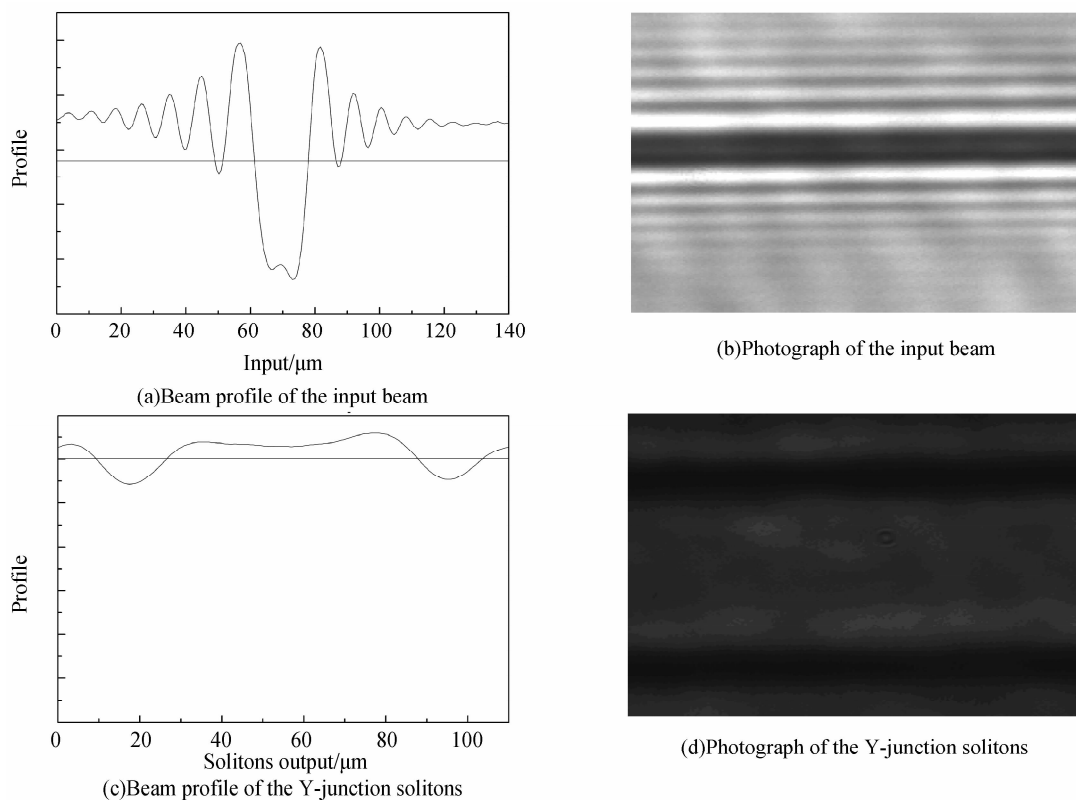 Profile
0 20 40 60 80 100 120 140
Input/μm
(a)Beam profile of the input beam
(b)Photograph of the input beam
Profile
0 20 40 60 80 100
Solitons output/μm
(c)Beam profile of the Y-junction solitons
(d)Photograph of the Y-junction solitons